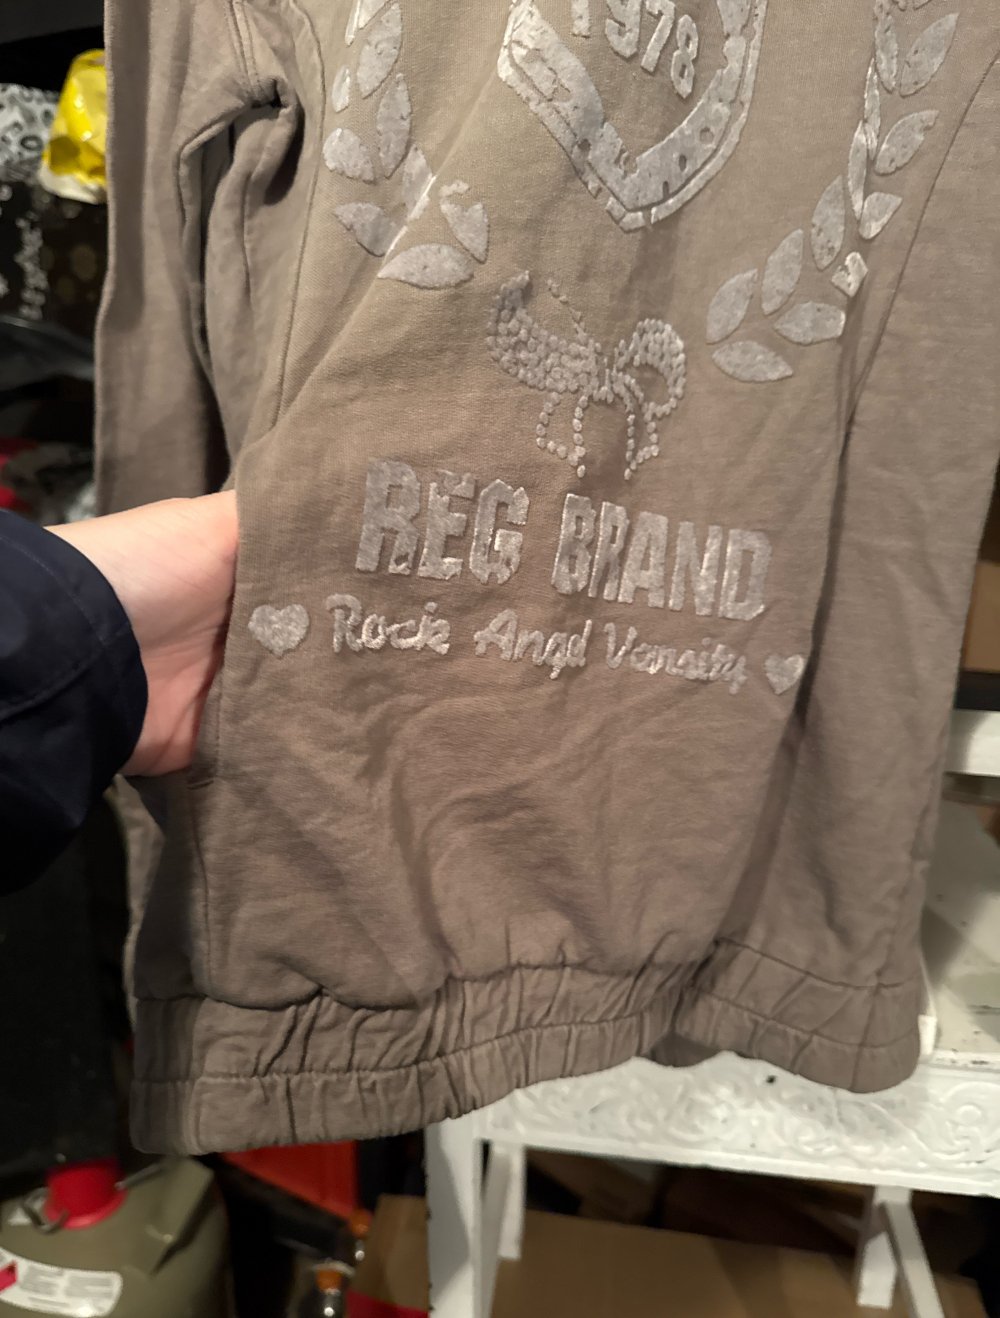 1978
REG BRAND
Rock Angel Varsity